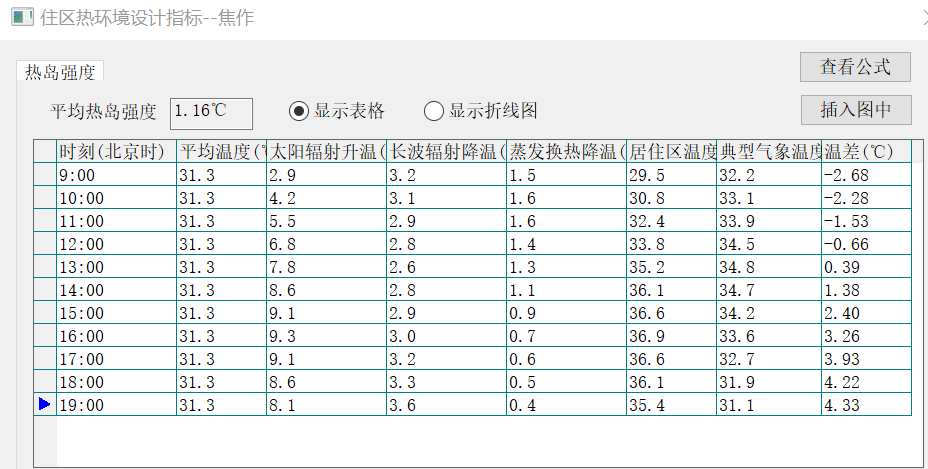 住区热环境设计指标--焦作
热岛强度
查看公式
平均热岛强度 1.16℃ 显示表格 显示折线图
插入图中
时刻(北京时) 平均温度(℃ 太阳辐射升温( 长波辐射降温( 蒸发换热降温( 居住区温度 典型气象温度 温差(℃)
9:00 31.3 2.9 3.2 1.5 29.5 32.2 -2.68
10:00 31.3 4.2 3.1 1.6 30.8 33.1 -2.28
11:00 31.3 5.5 2.9 1.6 32.4 33.9 -1.53
12:00 31.3 6.8 2.8 1.4 33.8 34.5 -0.66
13:00 31.3 7.8 2.6 1.3 35.2 34.8 0.39
14:00 31.3 8.6 2.8 1.1 36.1 34.7 1.38
15:00 31.3 9.1 2.9 0.9 36.6 34.2 2.40
16:00 31.3 9.3 3.0 0.7 36.9 33.6 3.26
17:00 31.3 9.1 3.2 0.6 36.6 32.7 3.93
18:00 31.3 8.6 3.3 0.5 36.1 31.9 4.22
19:00 31.3 8.1 3.6 0.4 35.4 31.1 4.33